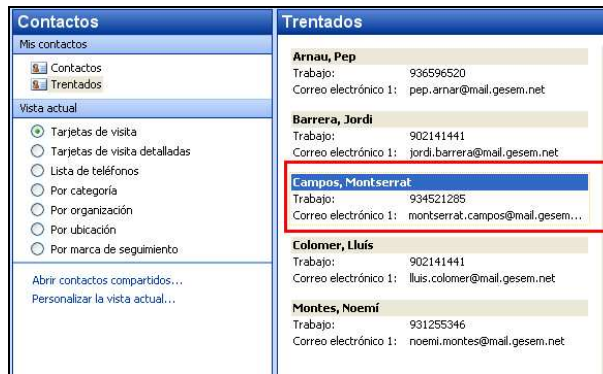 Contactos
Mis contactos
Contactos
Trentados
Vista actual
Tarjetas de visita
Tarjetas de visita detalladas
Lista de teléfonos
Por categoría
Por organización
Por ubicación
Por marca de seguimiento
Abrir contactos compartidos...
Personalizar la vista actual...
Trentados
Arnau, Pep
Trabajo: 936596520
Correo electrónico 1: pep.arnar@mail.gesem.net
Barrera, Jordi
Trabajo: 902141441
Correo electrónico 1: jordi.barrera@mail.gesem.net
Campos, Montserrat
Trabajo: 934521285
Correo electrónico 1: montserrat.campos@mail.gesem...
Colomer, Lluís
Trabajo: 902141441
Correo electrónico 1: lluis.colomer@mail.gesem.net
Montes, Noemí
Trabajo: 931255346
Correo electrónico 1: noemi.montes@mail.gesem.net